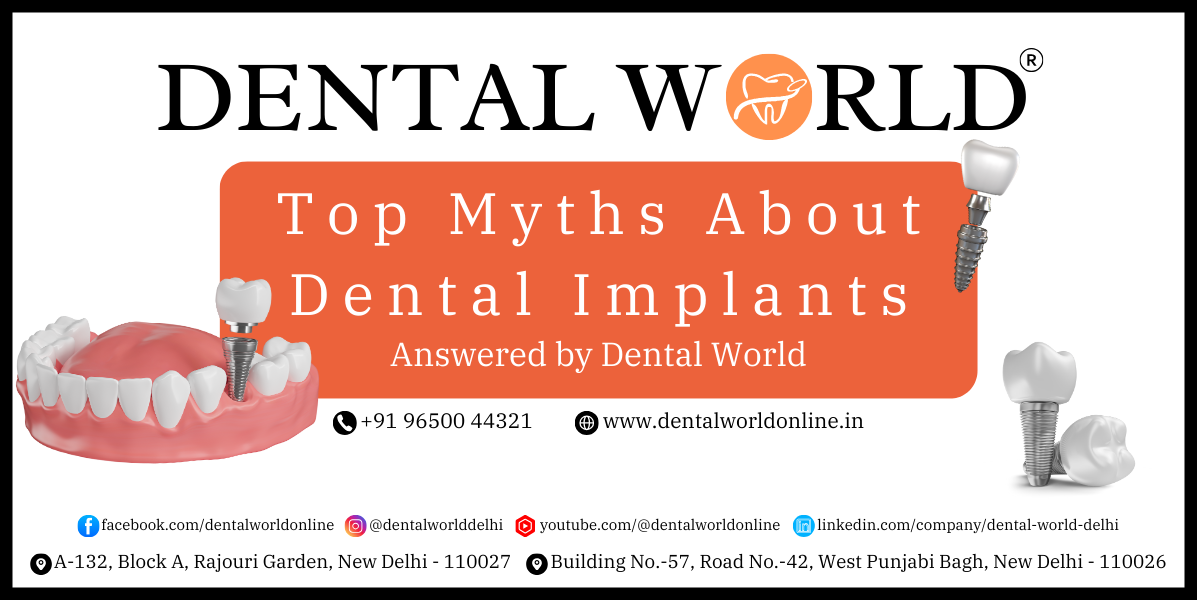 DENTAL WORLD®
Top Myths About
Dental Implants
Answered by Dental World
+91 96500 44321 www.dentalworldonline.in
facebook.com/dentalworldonline @dentalworlddelhi youtube.com/@dentalworldonline linkedin.com/company/dental-world-delhi
A-132, Block A, Rajouri Garden, New Delhi - 110027 Building No.-57, Road No.-42, West Punjabi Bagh, New Delhi - 110026